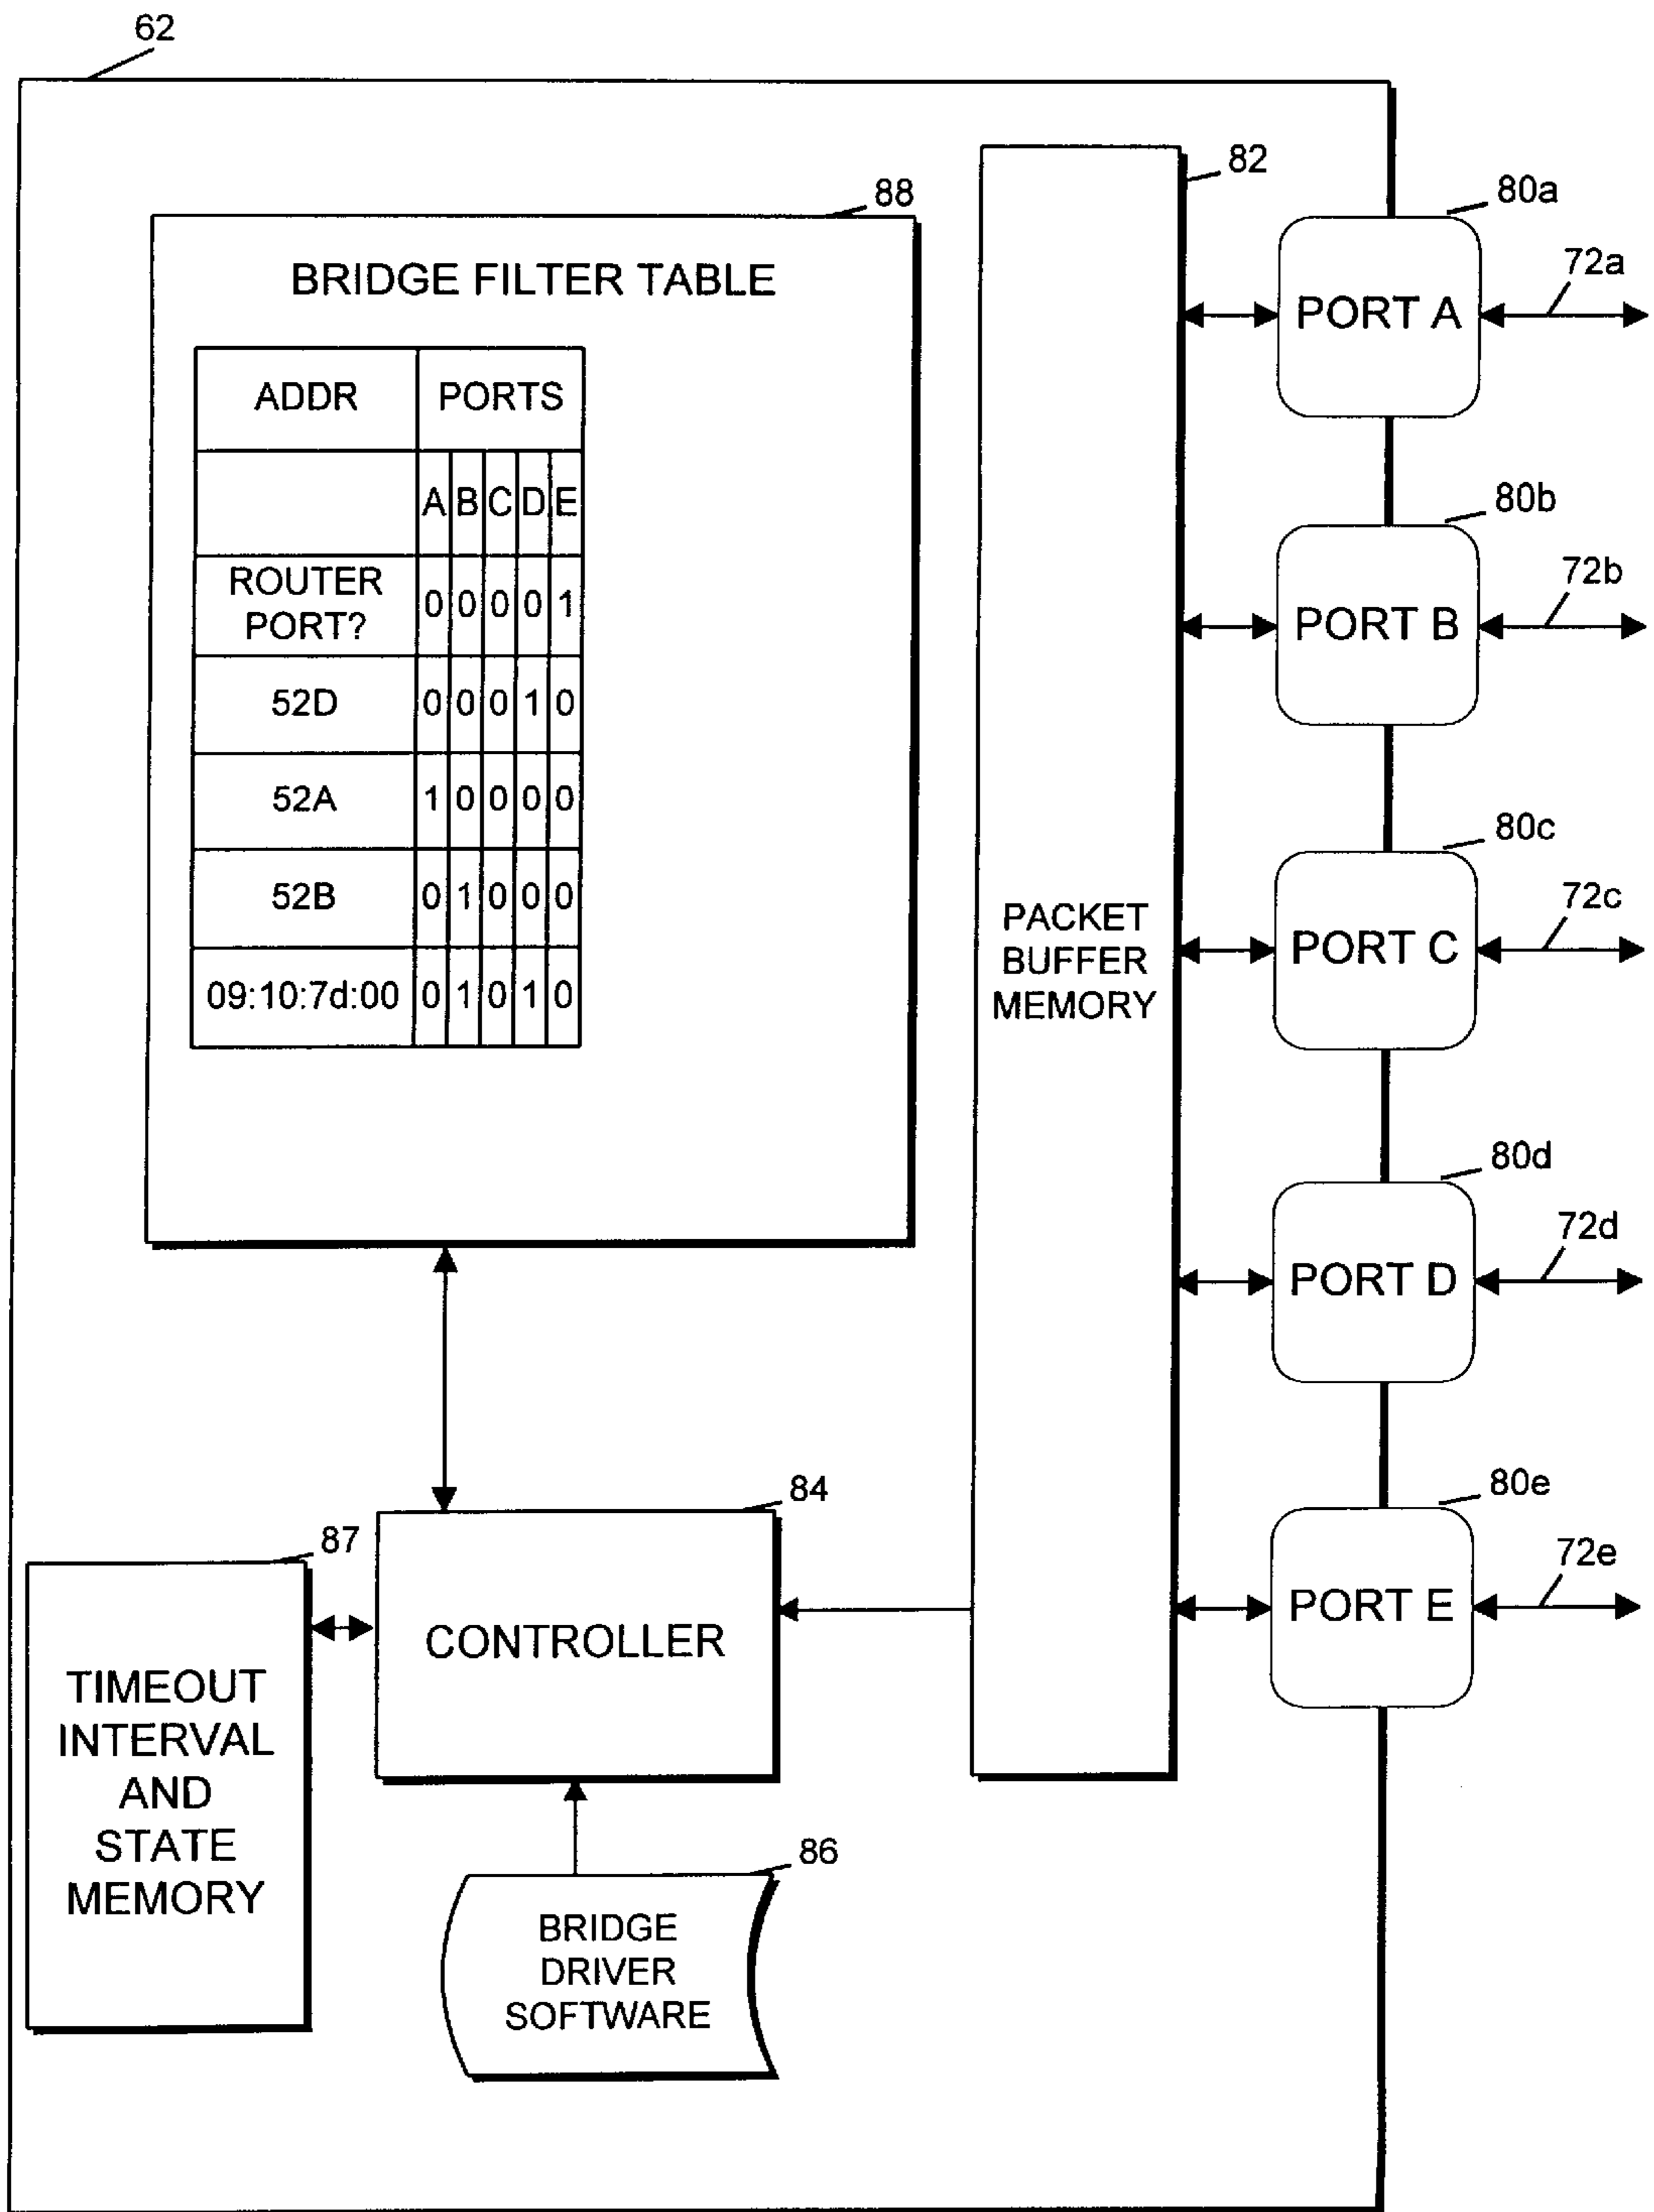 62
82
88
80a
BRIDGE FILTER TABLE
72a
PORT A
ADDR PORTS
A B C D E
80b
ROUTER
PORT?
0 0 0 0 1
72b
PORT B
52D 0 0 0 1 0
52A 1 0 0 0 0
80c
52B 0 1 0 0 0
72c
PACKET
BUFFER
MEMORY
PORT C
09:10:7d:00 0 1 0 1 0
80d
72d
PORT D
84
80e
87
72e
PORT E
CONTROLLER
TIMEOUT
INTERVAL
AND
STATE
MEMORY
86
BRIDGE
DRIVER
SOFTWARE